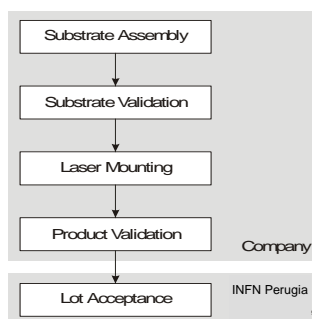 Substrate Assembly
Substrate Validation
Laser Mounting
Product Validation
Company
INFN Perugia
Lot Acceptance